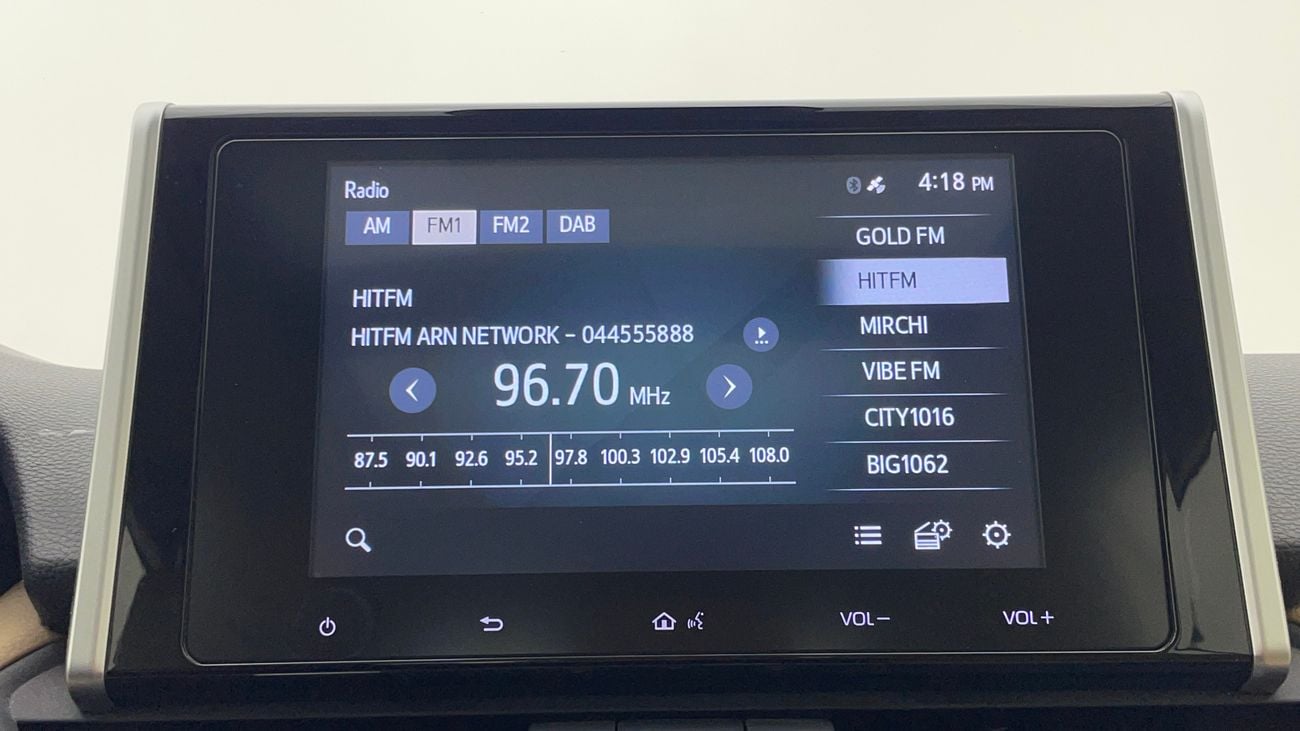 Radio
4:18 PM
AM FM1 FM2 DAB
HITFM
HITFM ARN NETWORK – 044555888
96.70 MHz
87.5 90.1 92.6 95.2 97.8 100.3 102.9 105.4 108.0
GOLD FM
HITFM
MIRCHI
VIBE FM
CITY1016
BIG1062
VOL− VOL+